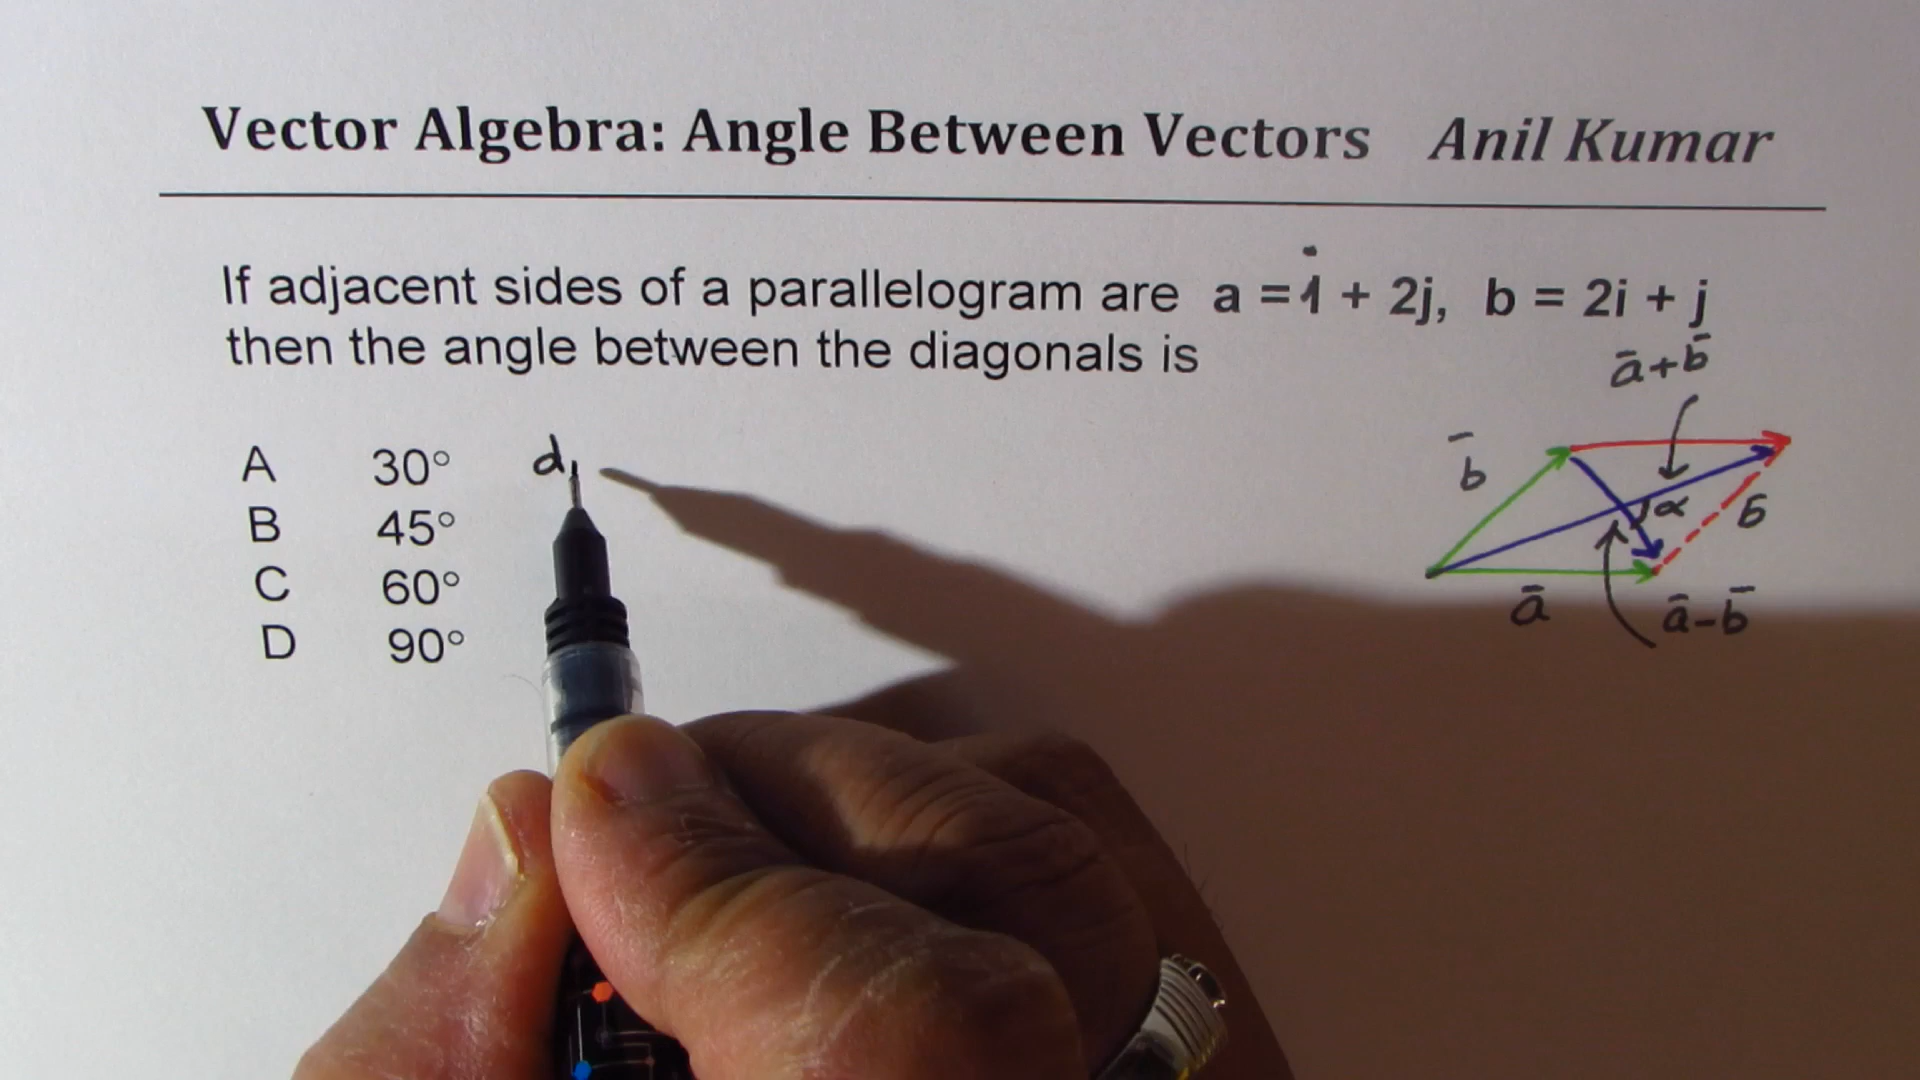 Vector Algebra: Angle Between Vectors Anil Kumar
If adjacent sides of a parallelogram are a = i + 2j, b = 2i + j
then the angle between the diagonals is
A 30°
B 45°
C 60°
D 90°
d₁
ā+b̄
b̄
α
b̄
ā
ā-b̄